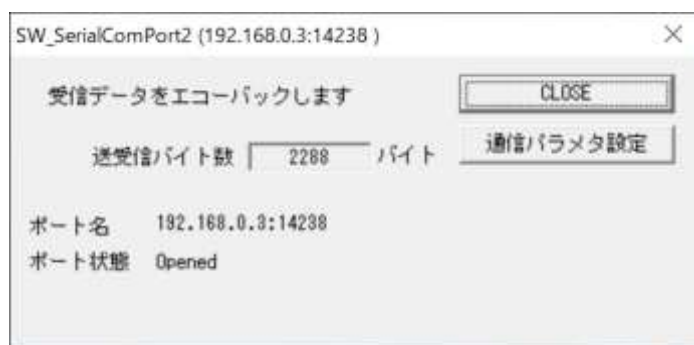 SW_SerialComPort2 (192.168.0.3:14238 )
受信データをエコーバックします
CLOSE
送受信バイト数 2288 バイト
通信パラメタ設定
ポート名 192.168.0.3:14238
ポート状態 Opened